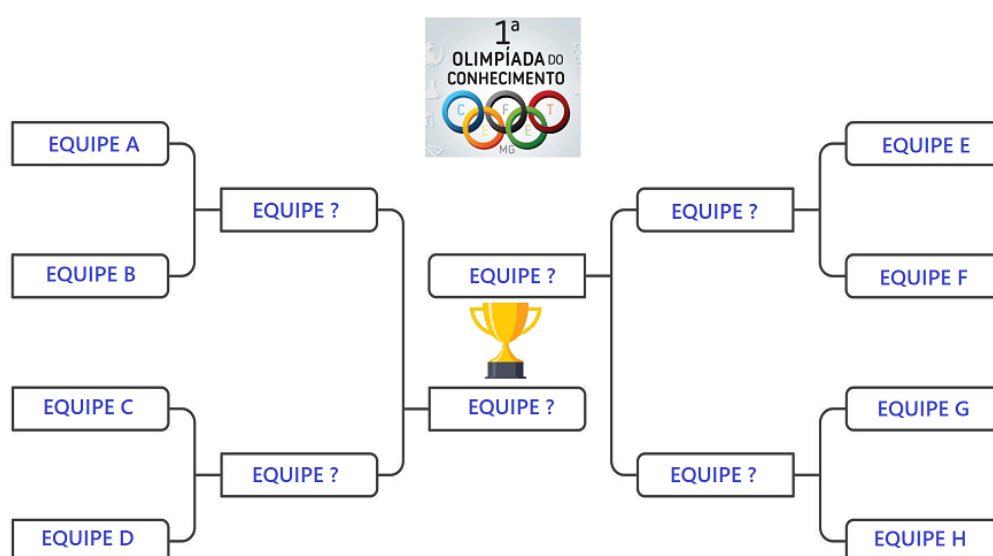 1ª
OLIMPÍADA DO
CONHECIMENTO
C F T
E E
MG
EQUIPE A
EQUIPE E
EQUIPE ?
EQUIPE ?
EQUIPE B
EQUIPE ?
EQUIPE F
EQUIPE C
EQUIPE ?
EQUIPE G
EQUIPE ?
EQUIPE ?
EQUIPE D
EQUIPE H